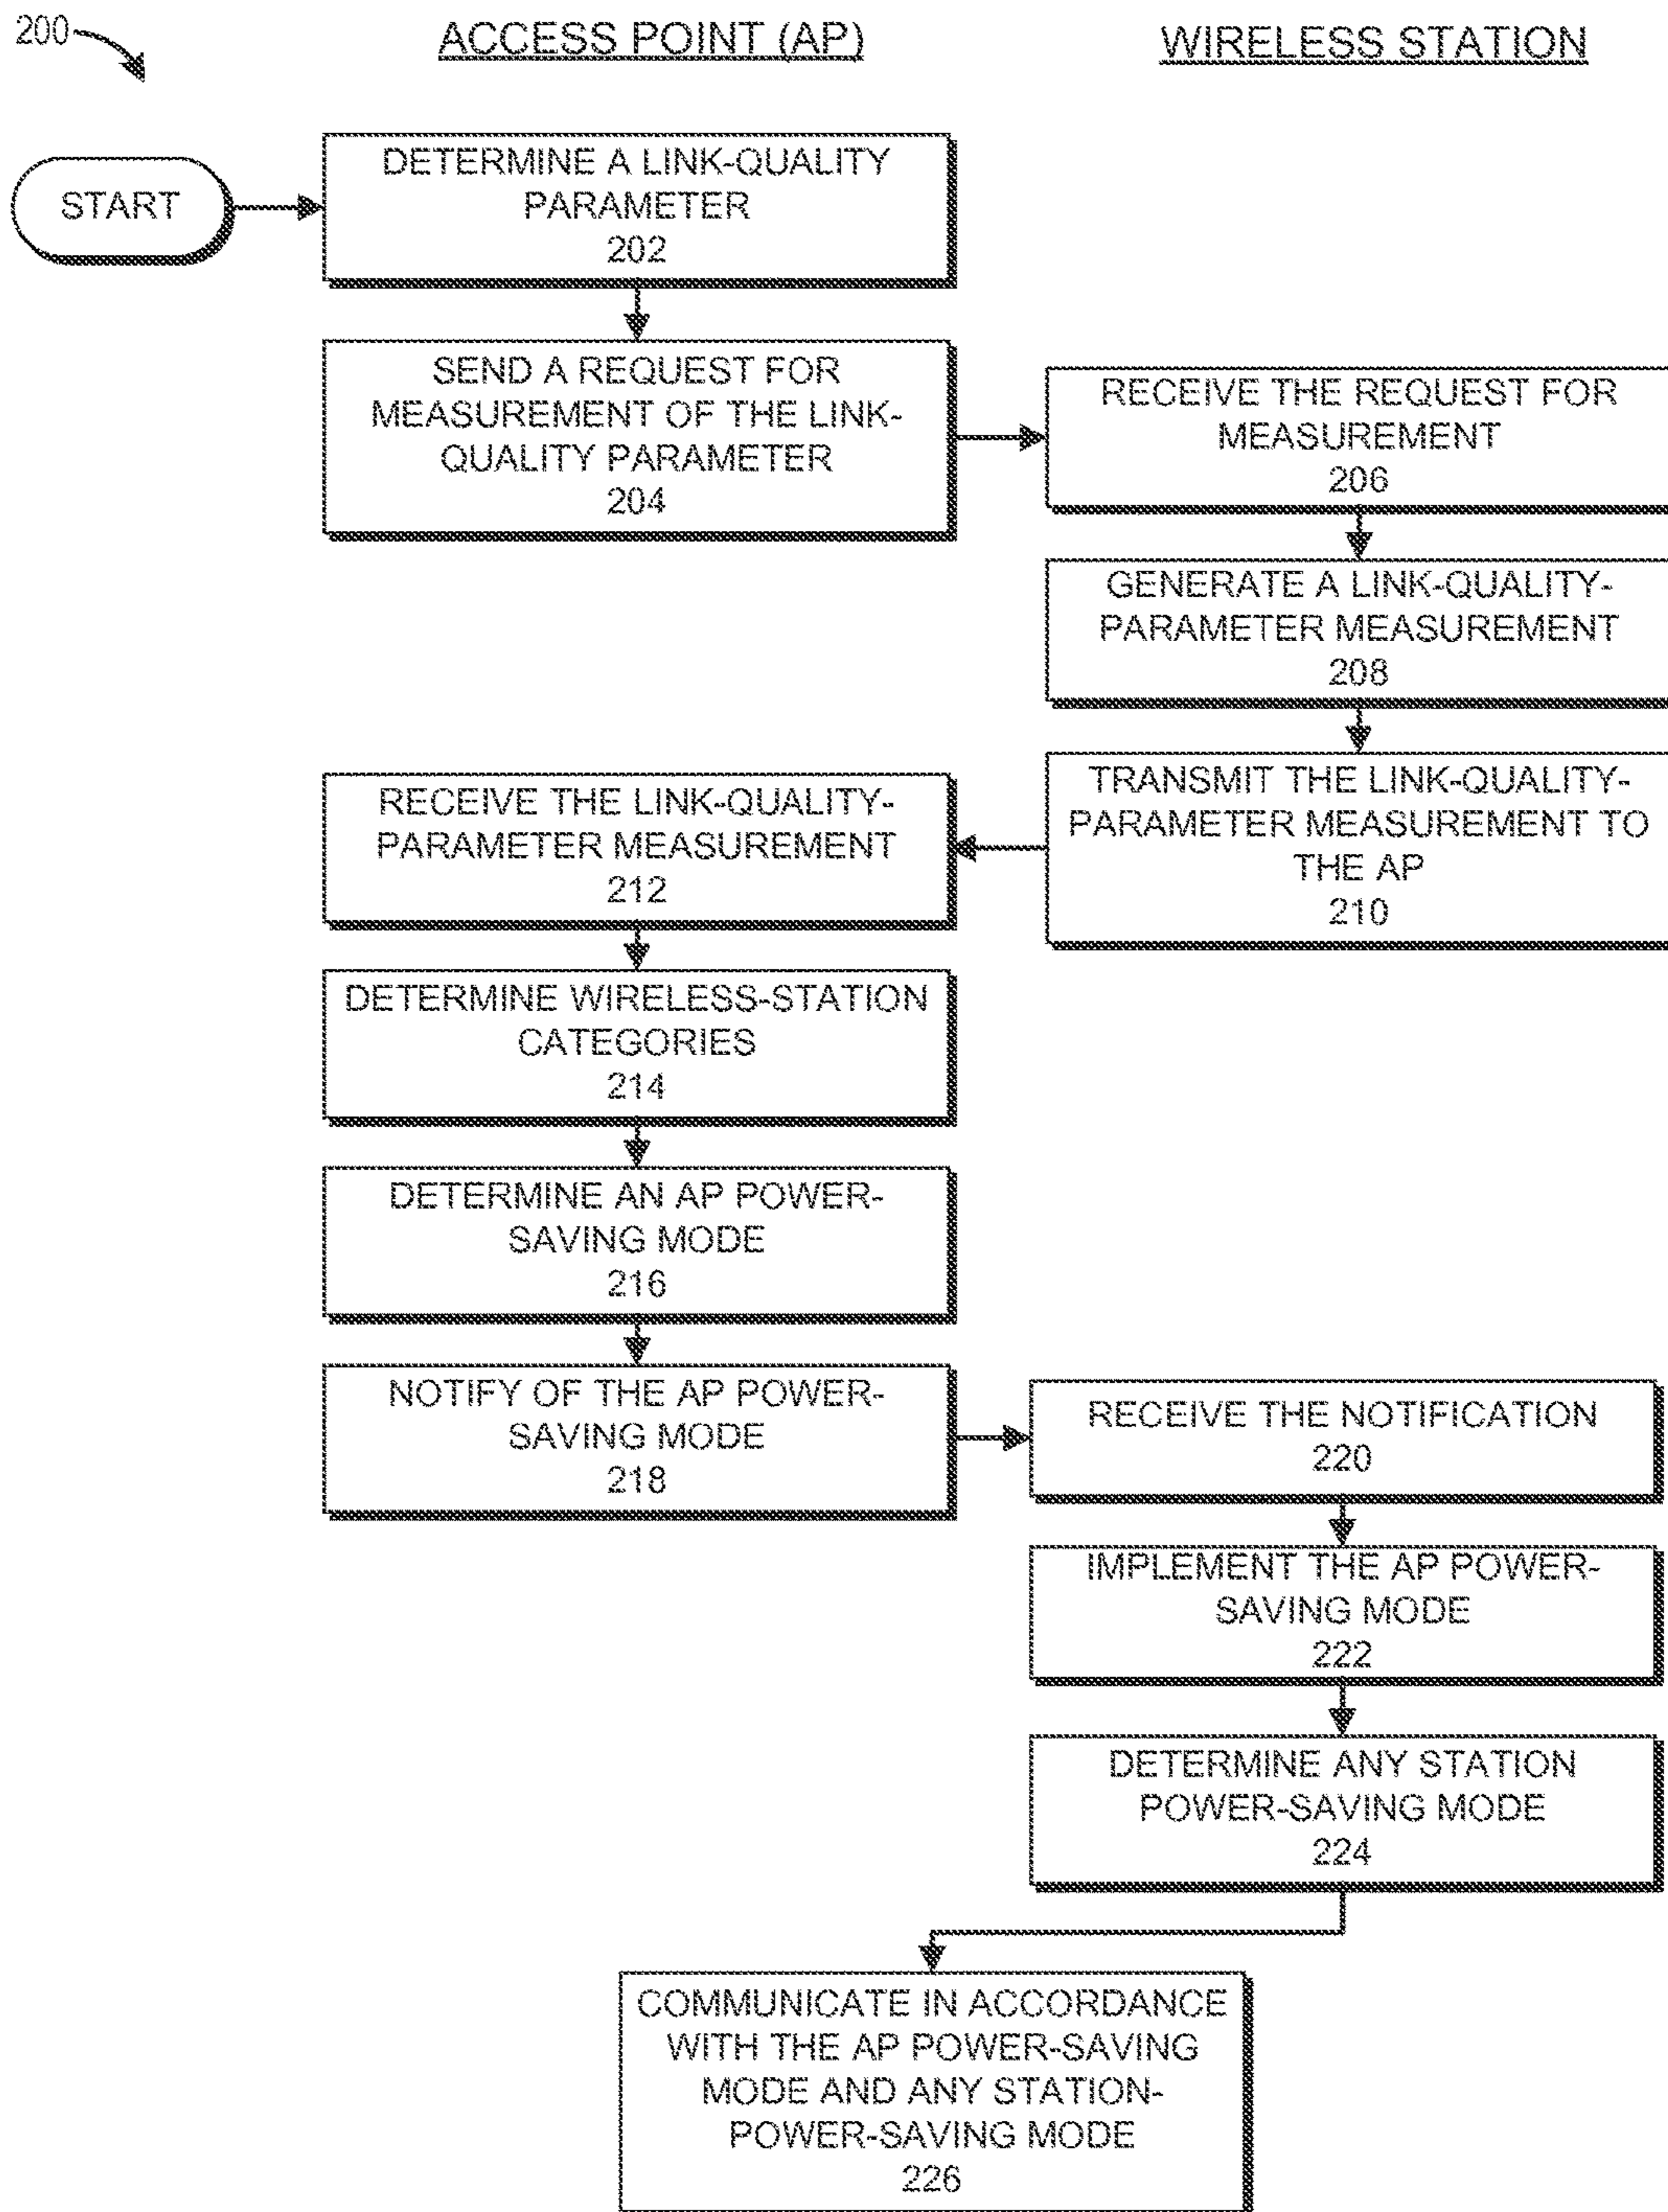 200
ACCESS POINT (AP)
WIRELESS STATION
START
DETERMINE A LINK-QUALITY
PARAMETER
202
SEND A REQUEST FOR
MEASUREMENT OF THE LINK-
QUALITY PARAMETER
204
RECEIVE THE REQUEST FOR
MEASUREMENT
206
GENERATE A LINK-QUALITY-
PARAMETER MEASUREMENT
208
TRANSMIT THE LINK-QUALITY-
PARAMETER MEASUREMENT TO
THE AP
210
RECEIVE THE LINK-QUALITY-
PARAMETER MEASUREMENT
212
DETERMINE WIRELESS-STATION
CATEGORIES
214
DETERMINE AN AP POWER-
SAVING MODE
216
NOTIFY OF THE AP POWER-
SAVING MODE
218
RECEIVE THE NOTIFICATION
220
IMPLEMENT THE AP POWER-
SAVING MODE
222
DETERMINE ANY STATION
POWER-SAVING MODE
224
COMMUNICATE IN ACCORDANCE
WITH THE AP POWER-SAVING
MODE AND ANY STATION-
POWER-SAVING MODE
226